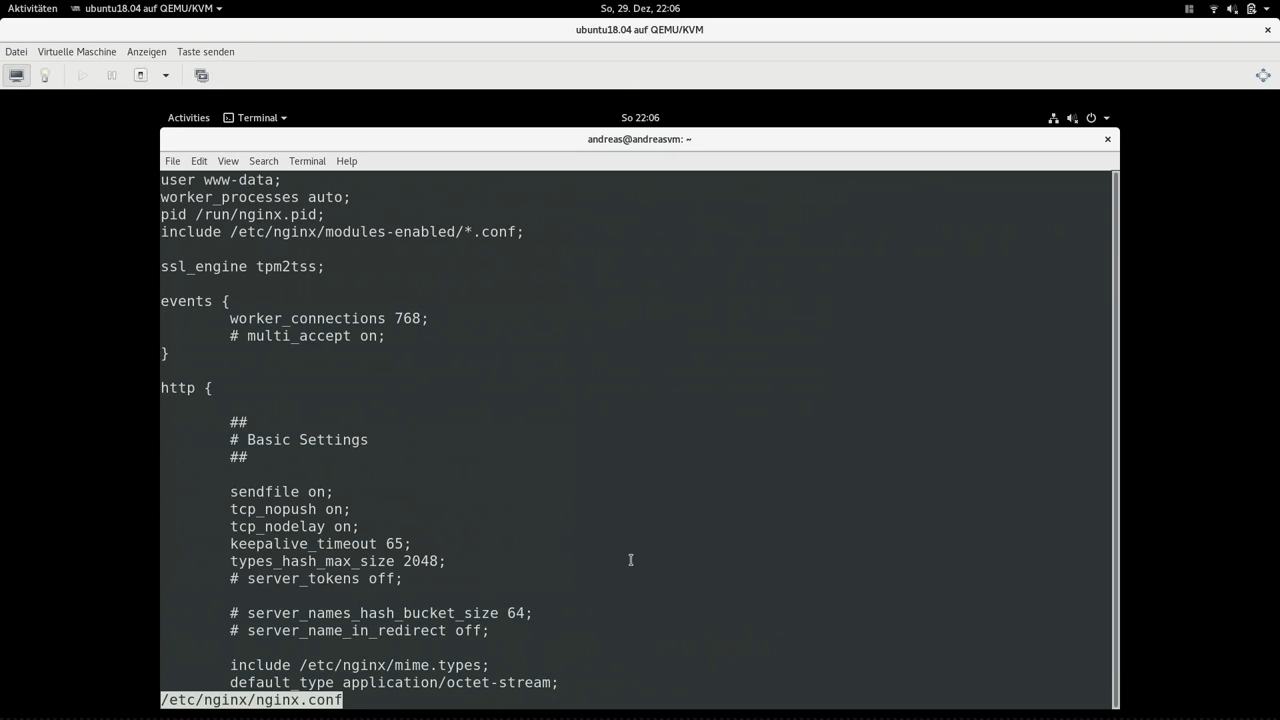 Aktivitäten ubuntu18.04 auf QEMU/KVM So, 29. Dez, 22:06
ubuntu18.04 auf QEMU/KVM
Datei Virtuelle Maschine Anzeigen Taste senden
Activities Terminal So 22:06
andreas@andreasvm: ~
File Edit View Search Terminal Help
user www-data;
worker_processes auto;
pid /run/nginx.pid;
include /etc/nginx/modules-enabled/*.conf;
ssl_engine tpm2tss;
events {
worker_connections 768;
# multi_accept on;
}
http {
##
# Basic Settings
##
sendfile on;
tcp_nopush on;
tcp_nodelay on;
keepalive_timeout 65;
types_hash_max_size 2048;
# server_tokens off;
# server_names_hash_bucket_size 64;
# server_name_in_redirect off;
include /etc/nginx/mime.types;
default_type application/octet-stream;
/etc/nginx/nginx.conf